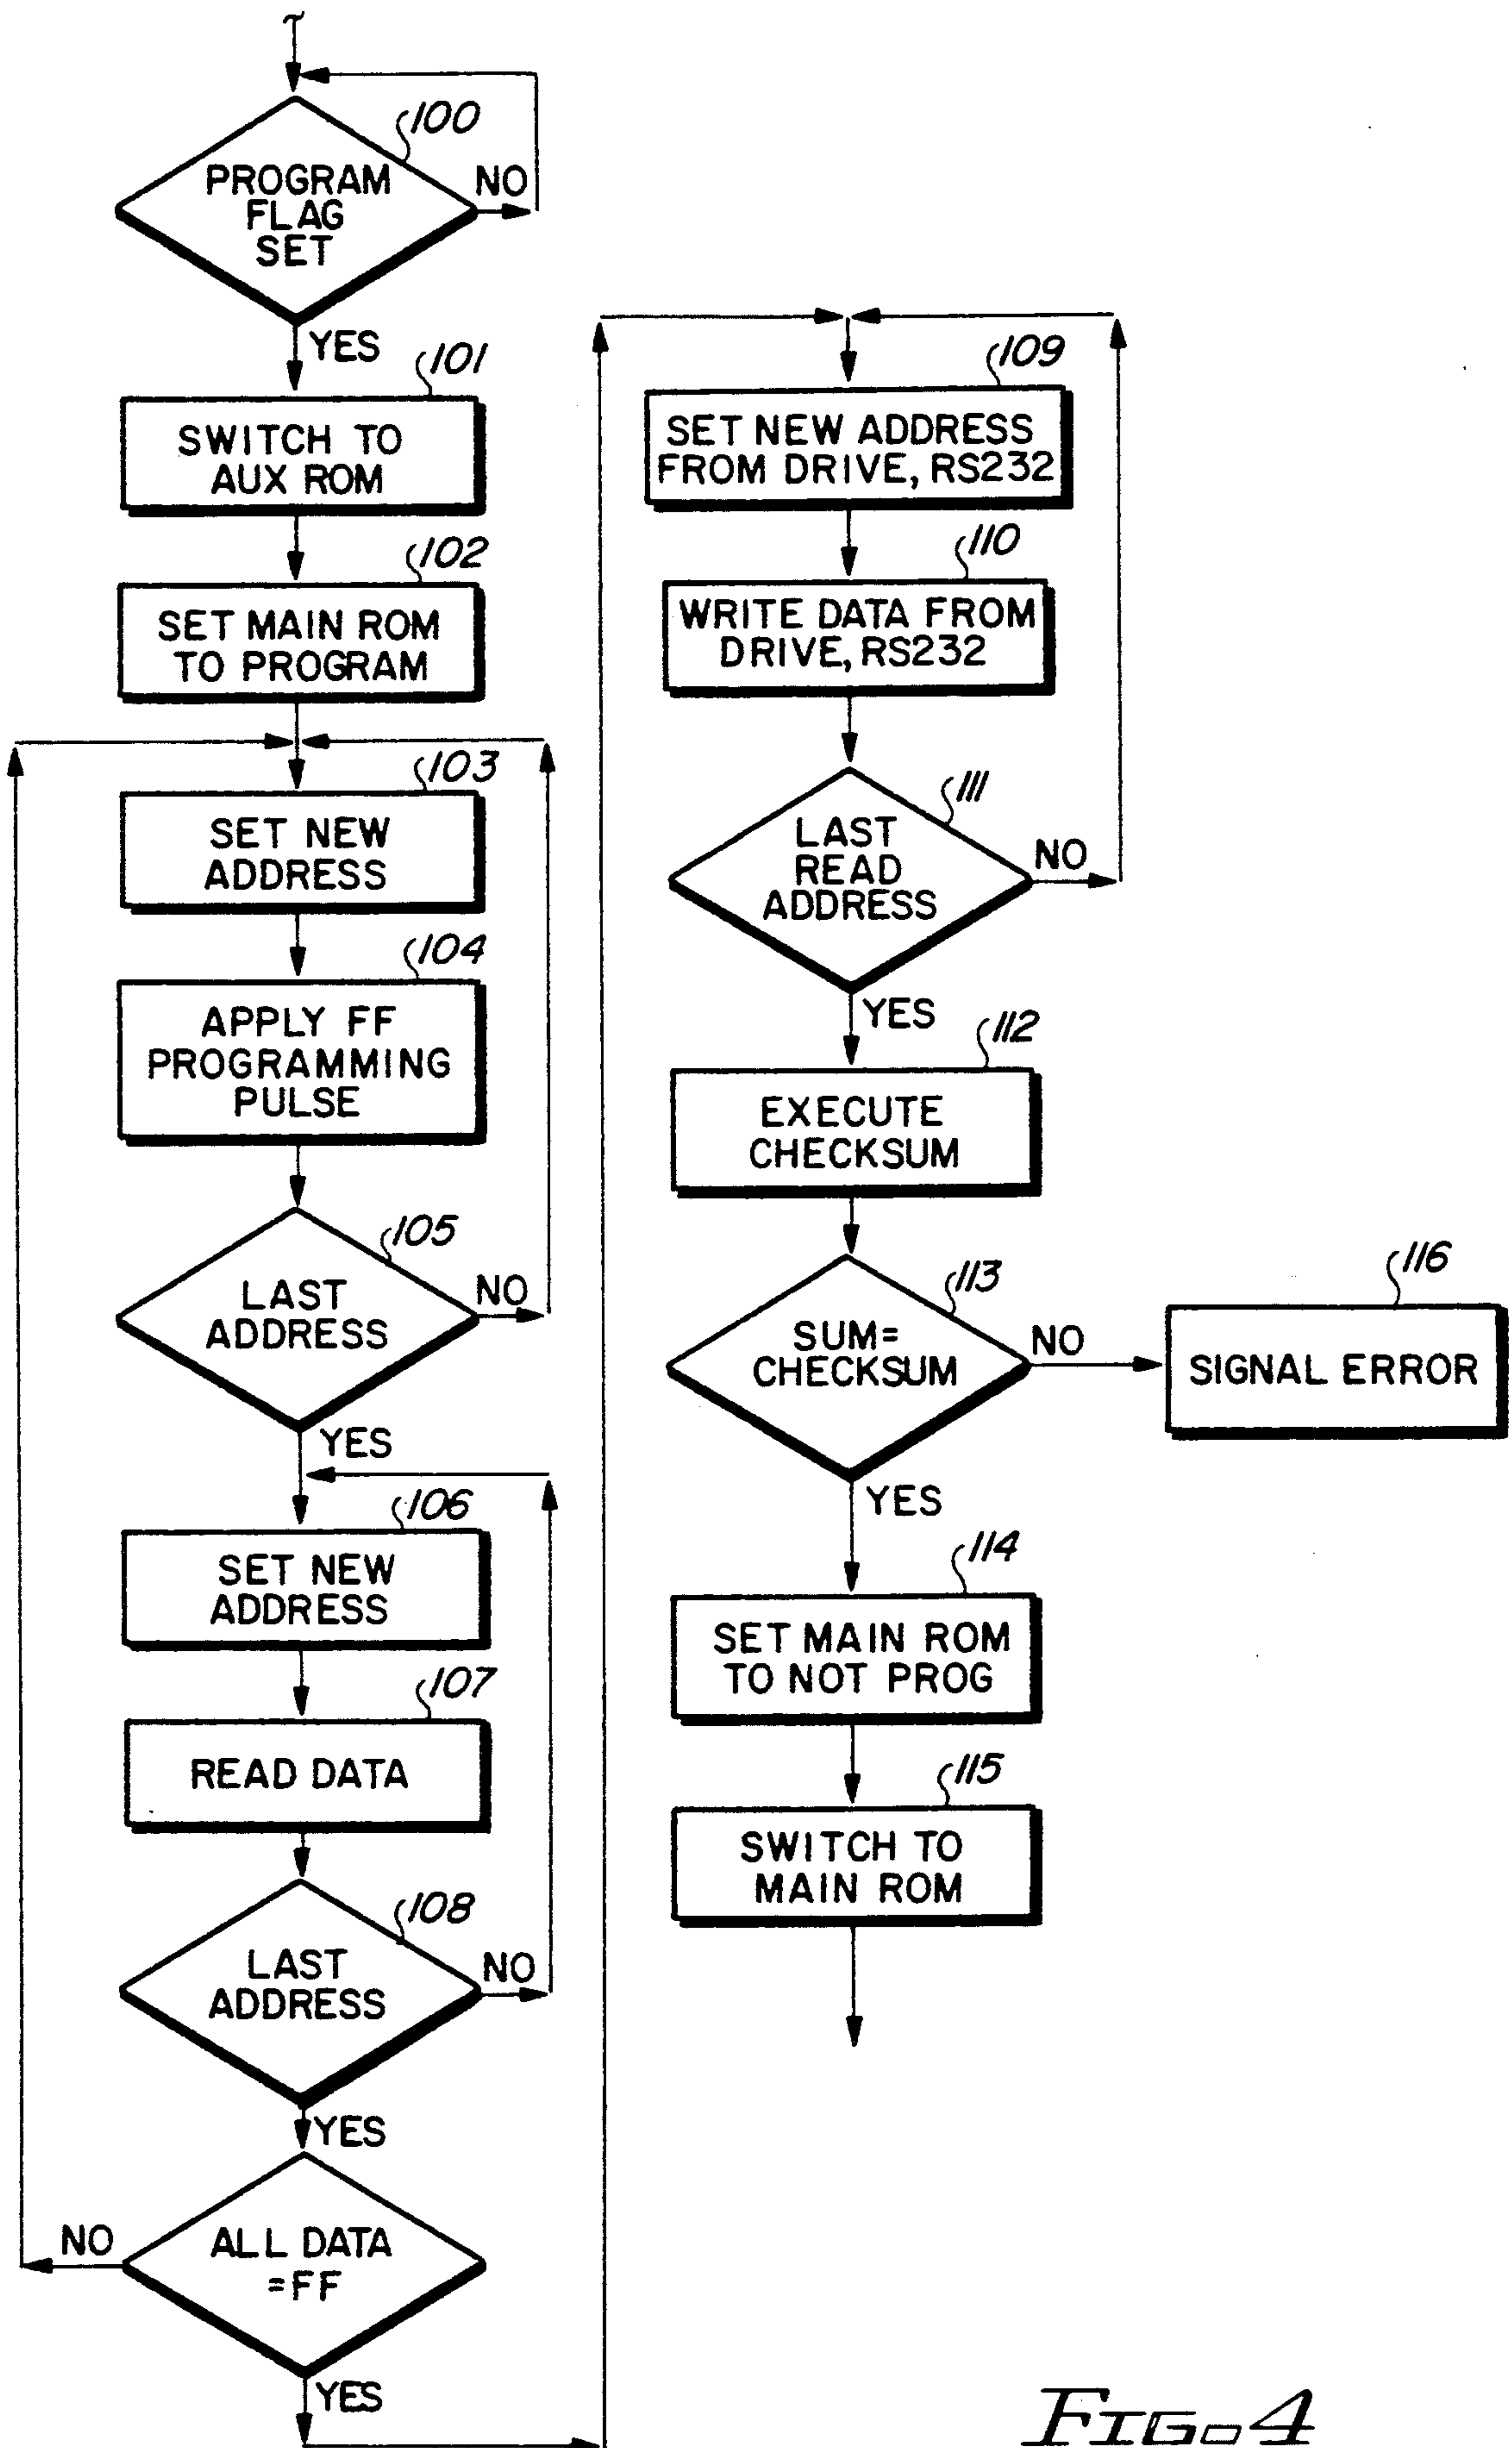 100
PROGRAM
FLAG
SET
NO
YES
101
SWITCH TO
AUX ROM
102
SET MAIN ROM
TO PROGRAM
103
SET NEW
ADDRESS
104
APPLY FF
PROGRAMMING
PULSE
105
LAST
ADDRESS
NO
YES
106
SET NEW
ADDRESS
107
READ DATA
108
LAST
ADDRESS
NO
YES
ALL DATA
=FF
NO
YES
109
SET NEW ADDRESS
FROM DRIVE, RS232
110
WRITE DATA FROM
DRIVE, RS232
111
LAST
READ
ADDRESS
NO
YES
112
EXECUTE
CHECKSUM
113
SUM=
CHECKSUM
NO
116
SIGNAL ERROR
YES
114
SET MAIN ROM
TO NOT PROG
115
SWITCH TO
MAIN ROM
FIG. 4